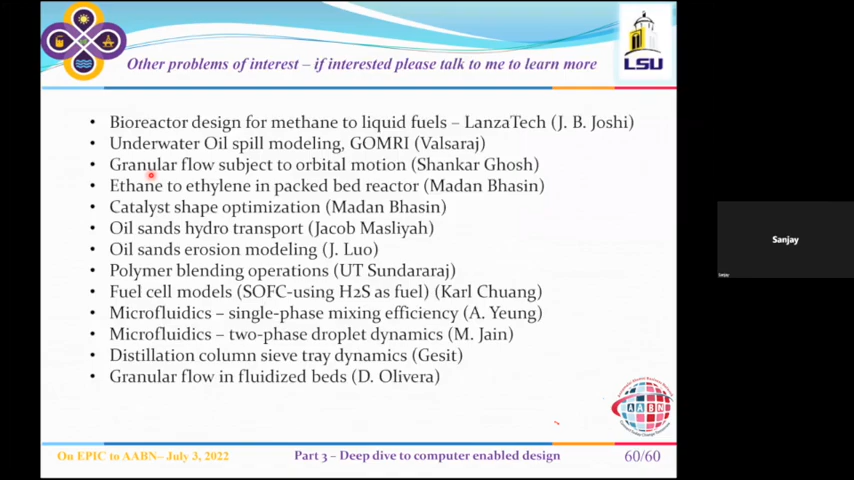 Other problems of interest – if interested please talk to me to learn more
LSU
• Bioreactor design for methane to liquid fuels – LanzaTech (J. B. Joshi)
• Underwater Oil spill modeling, GOMRI (Valsaraj)
• Granular flow subject to orbital motion (Shankar Ghosh)
• Ethane to ethylene in packed bed reactor (Madan Bhasin)
• Catalyst shape optimization (Madan Bhasin)
• Oil sands hydro transport (Jacob Masliyah)
• Oil sands erosion modeling (J. Luo)
• Polymer blending operations (UT Sundararaj)
• Fuel cell models (SOFC-using H2S as fuel) (Karl Chuang)
• Microfluidics – single-phase mixing efficiency (A. Yeung)
• Microfluidics – two-phase droplet dynamics (M. Jain)
• Distillation column sieve tray dynamics (Gesit)
• Granular flow in fluidized beds (D. Olivera)
AABN
On EPIC to AABN– July 3, 2022
Part 3 – Deep dive to computer enabled design
60/60
Sanjay